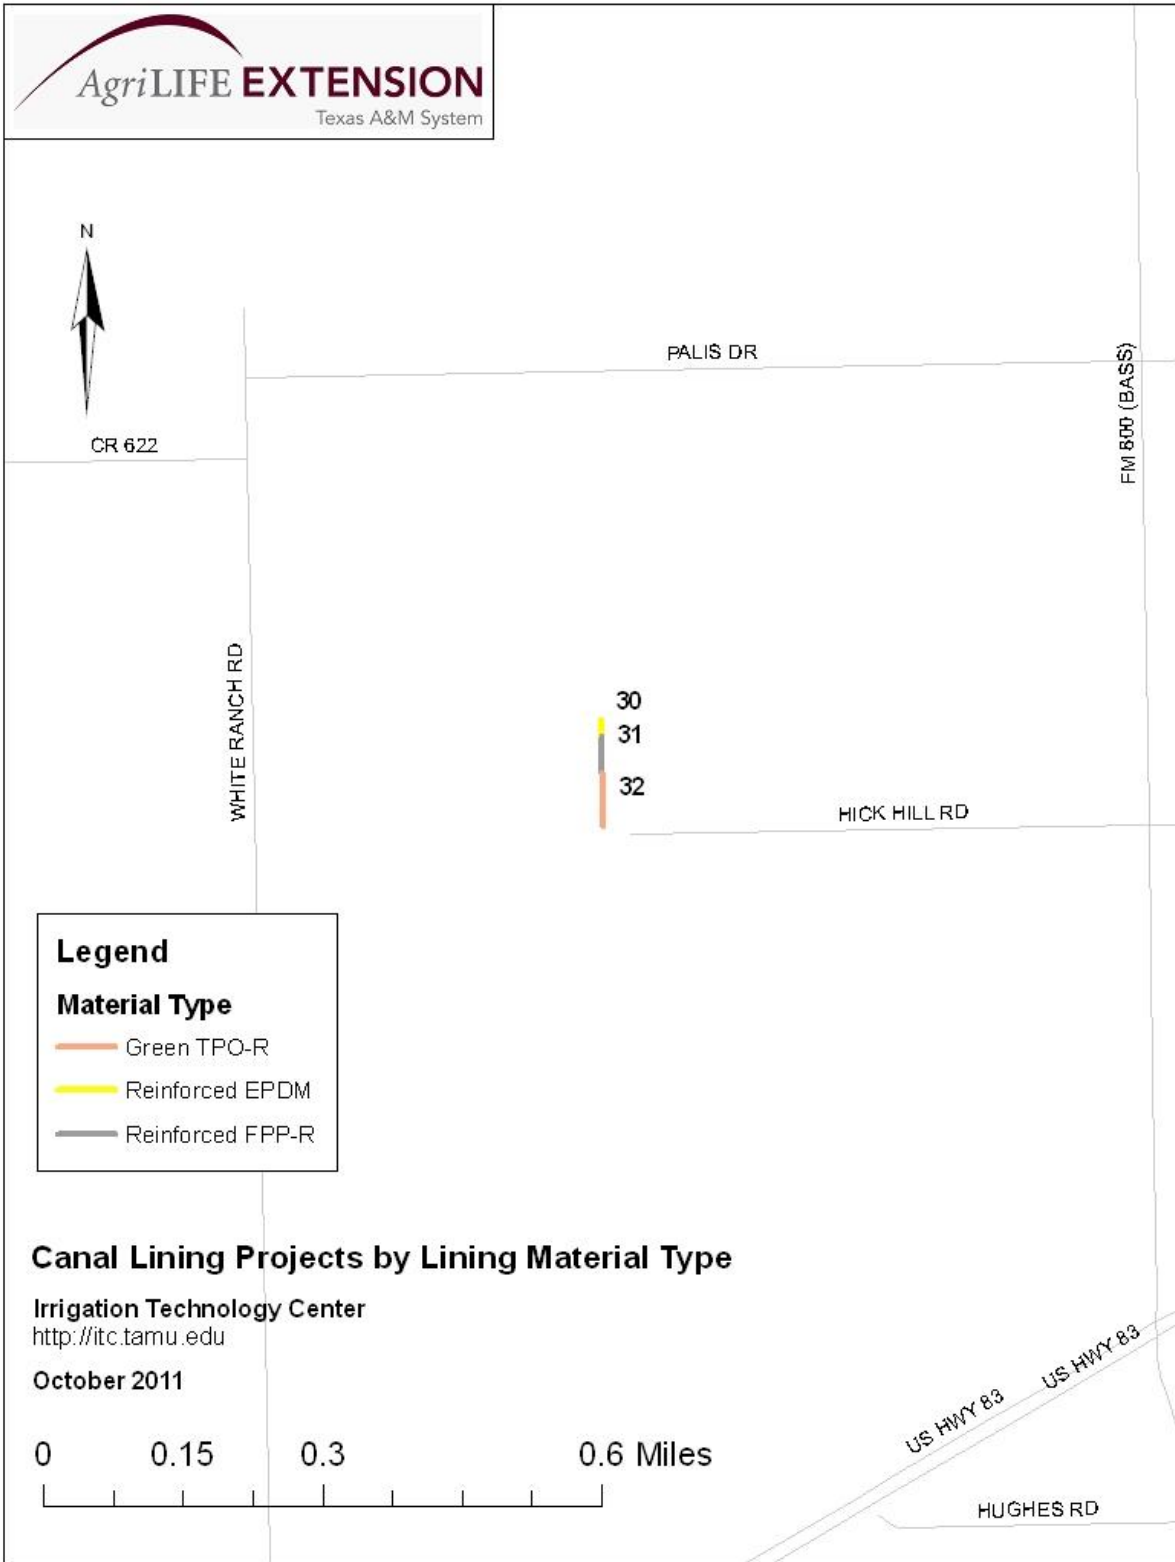 AgriLIFE EXTENSION
Texas A&M System
N
PALIS DR
FM 800 (BASS)
CR 622
WHITE RANCH RD
30
31
32
HICK HILL RD
Legend
Material Type
Green TPO-R
Reinforced EPDM
Reinforced FPP-R
Canal Lining Projects by Lining Material Type
Irrigation Technology Center
http://itc.tamu.edu
October 2011
US HWY 83
US HWY 83
0 0.15 0.3 0.6 Miles
HUGHES RD